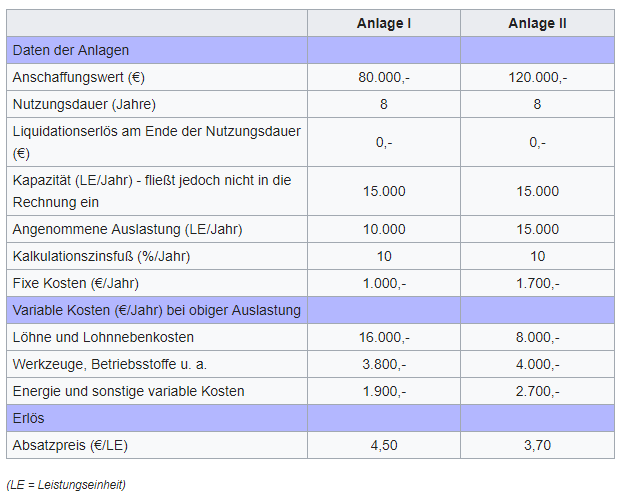 Anlage I Anlage II
Daten der Anlagen
Anschaffungswert (€) 80.000,- 120.000,-
Nutzungsdauer (Jahre) 8 8
Liquidationserlös am Ende der Nutzungsdauer
(€) 0,- 0,-
Kapazität (LE/Jahr) - fließt jedoch nicht in die
Rechnung ein 15.000 15.000
Angenommene Auslastung (LE/Jahr) 10.000 15.000
Kalkulationszinsfuß (%/Jahr) 10 10
Fixe Kosten (€/Jahr) 1.000,- 1.700,-
Variable Kosten (€/Jahr) bei obiger Auslastung
Löhne und Lohnnebenkosten 16.000,- 8.000,-
Werkzeuge, Betriebsstoffe u. a. 3.800,- 4.000,-
Energie und sonstige variable Kosten 1.900,- 2.700,-
Erlös
Absatzpreis (€/LE) 4,50 3,70
(LE = Leistungseinheit)